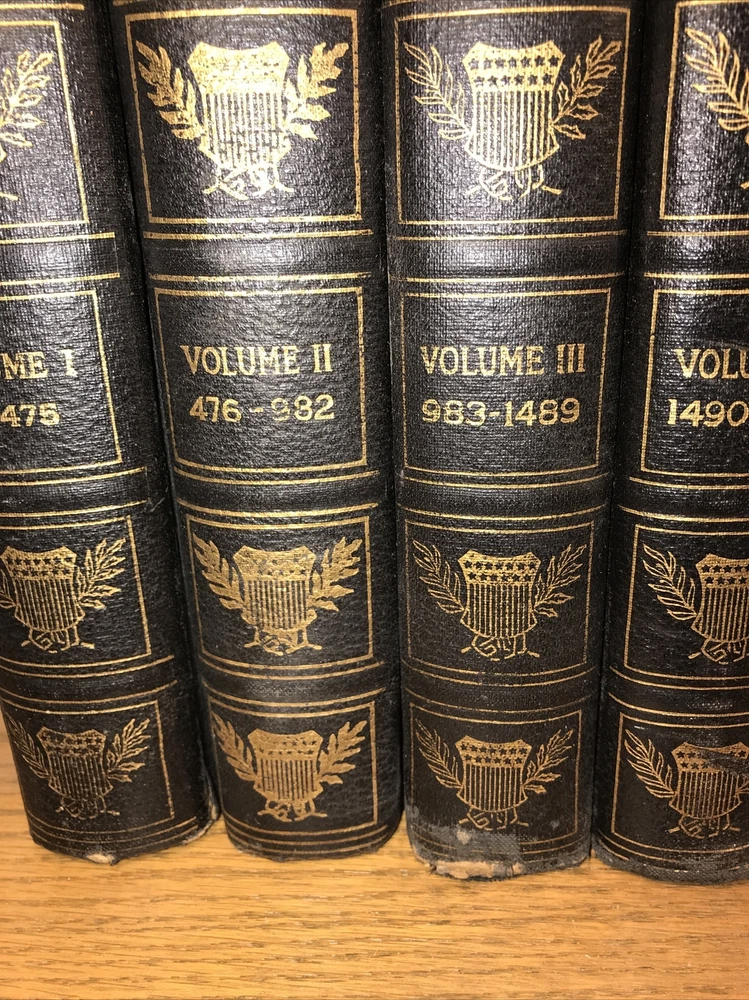 ME I
475
VOLUME II
476-982
VOLUME III
983-1489
VOLU
1490